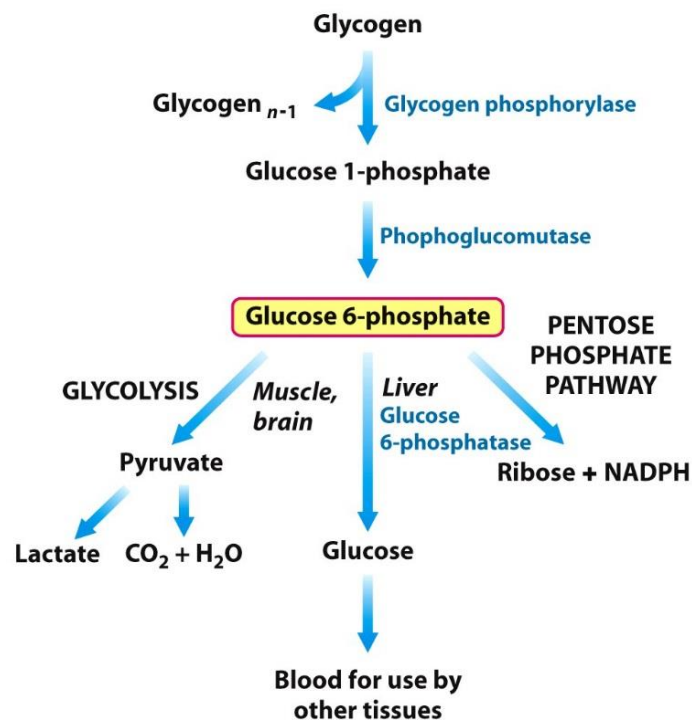 Glycogen
Glycogen n-1
Glycogen phosphorylase
Glucose 1-phosphate
Phophoglucomutase
Glucose 6-phosphate
PENTOSE
PHOSPHATE
PATHWAY
GLYCOLYSIS
Muscle,
brain
Liver
Glucose
6-phosphatase
Pyruvate
Ribose + NADPH
Lactate
CO2 + H2O
Glucose
Blood for use by
other tissues